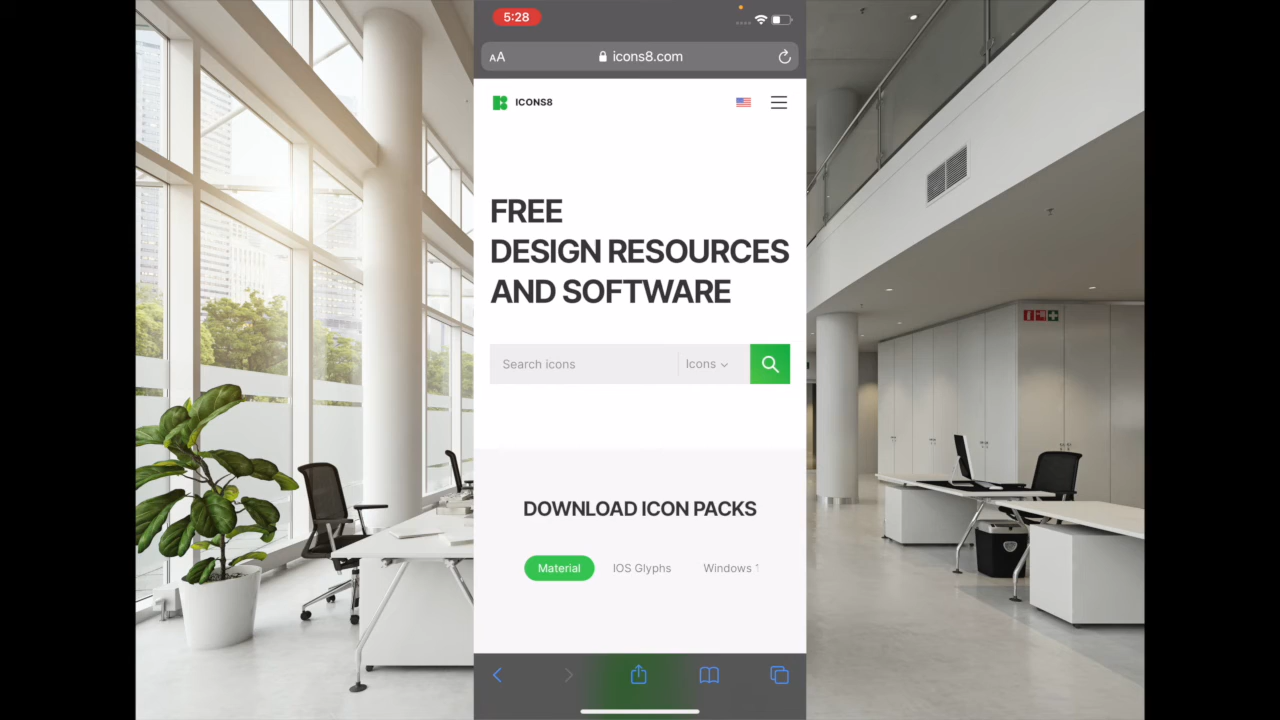 5:28
AA
icons8.com
ICONS8
FREE
DESIGN RESOURCES
AND SOFTWARE
Search icons
Icons
DOWNLOAD ICON PACKS
Material
IOS Glyphs
Windows 1